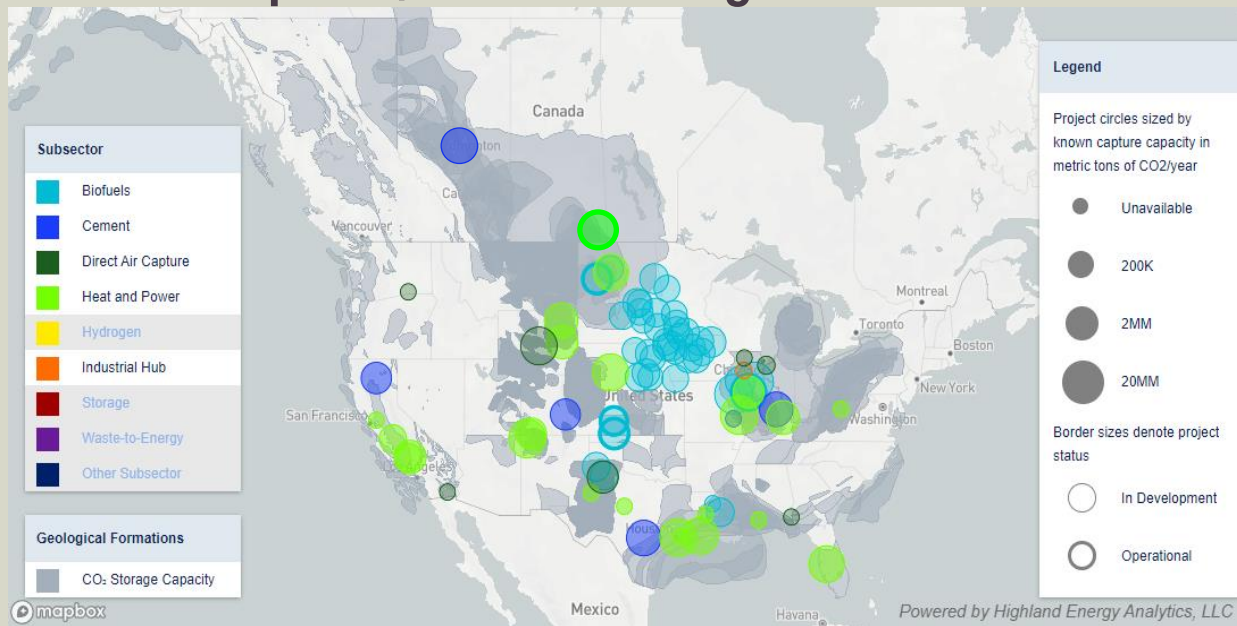 Canada
Vancouver
Montreal
Toronto
Boston
New York
Washington
United States
San Francisco
Los Angeles
Mexico
Havana
Subsector
Biofuels
Cement
Direct Air Capture
Heat and Power
Hydrogen
Industrial Hub
Storage
Waste-to-Energy
Other Subsector
Geological Formations
CO₂ Storage Capacity
mapbox
Legend
Project circles sized by
known capture capacity in
metric tons of CO2/year
Unavailable
200K
2MM
20MM
Border sizes denote project
status
In Development
Operational
Powered by Highland Energy Analytics, LLC